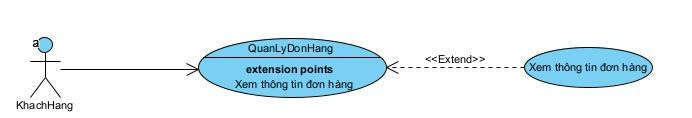 a
KhachHang
QuanLyDonHang
extension points
Xem thông tin đơn hàng
<<Extend>>
Xem thông tin đơn hàng